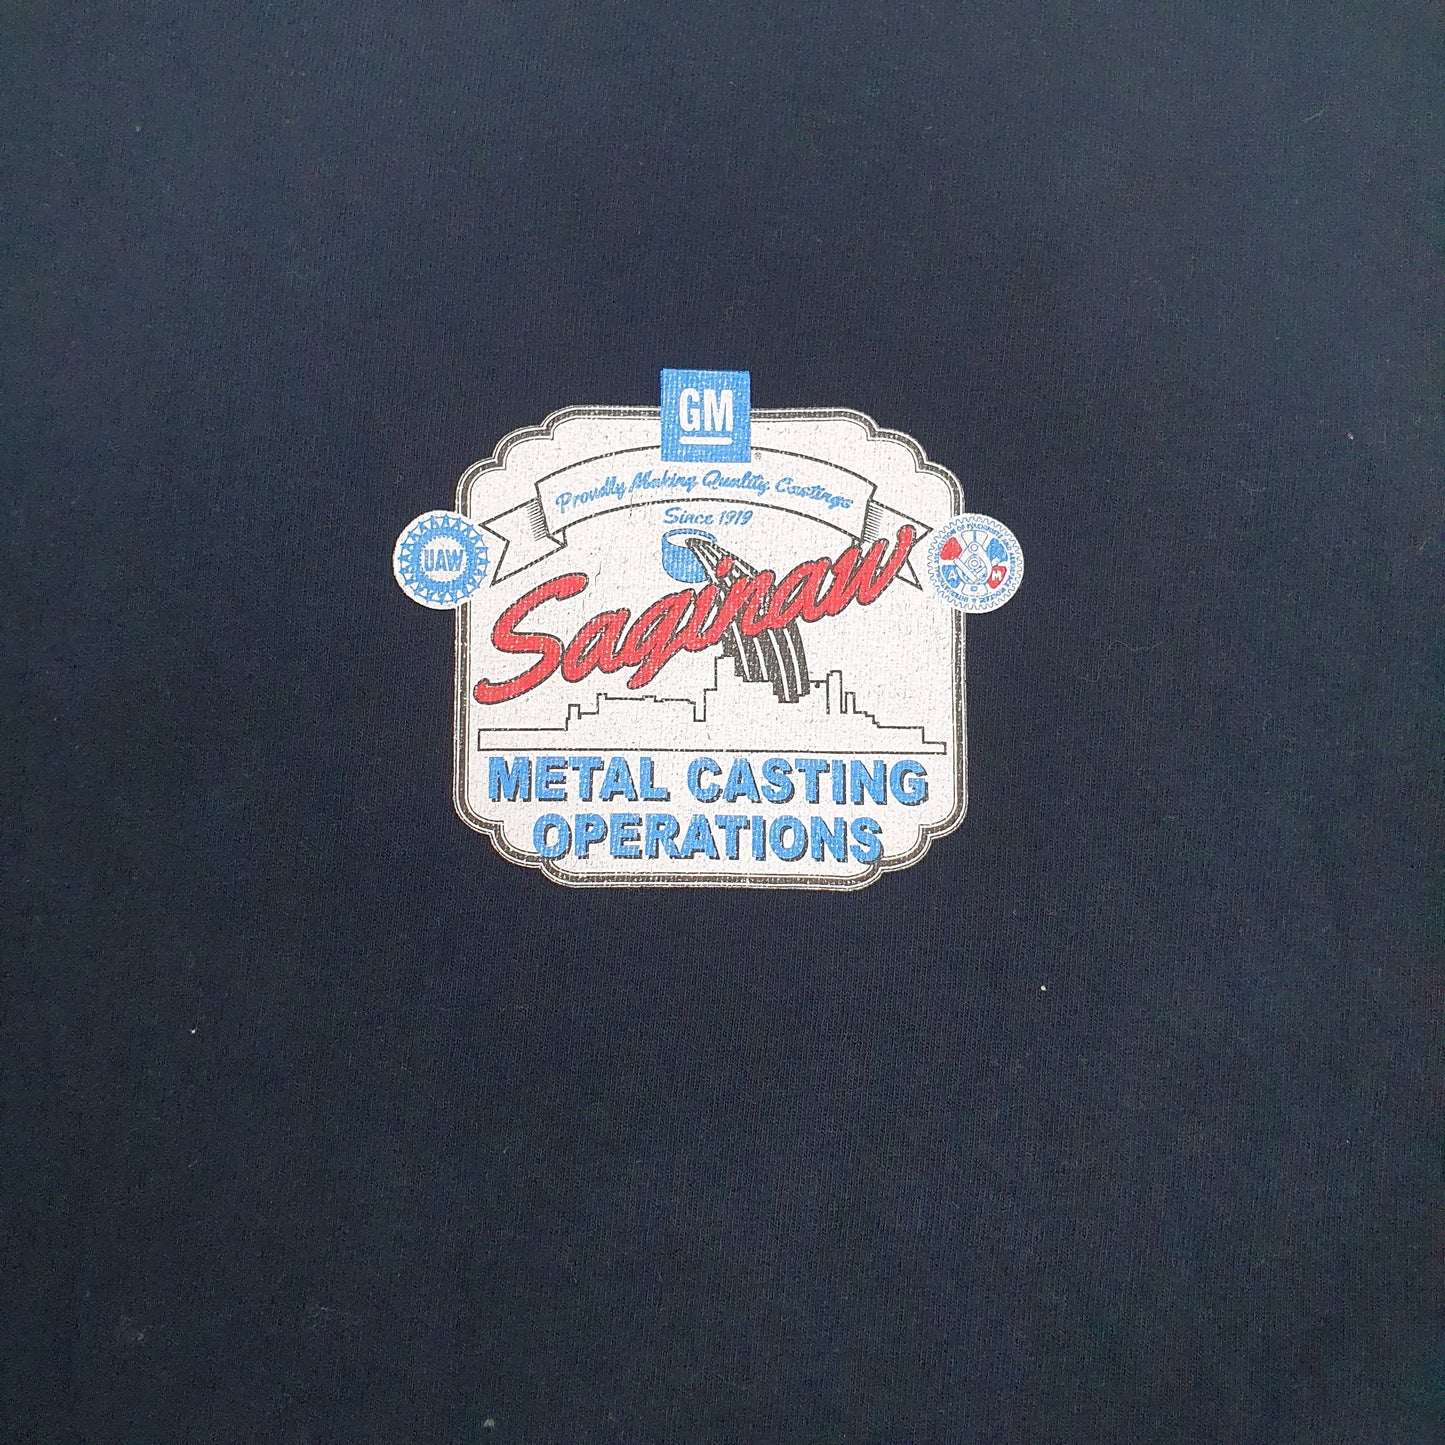 GM
®
Proudly Making Quality Castings
Since 1919
UAW
Saginaw
METAL CASTING
OPERATIONS